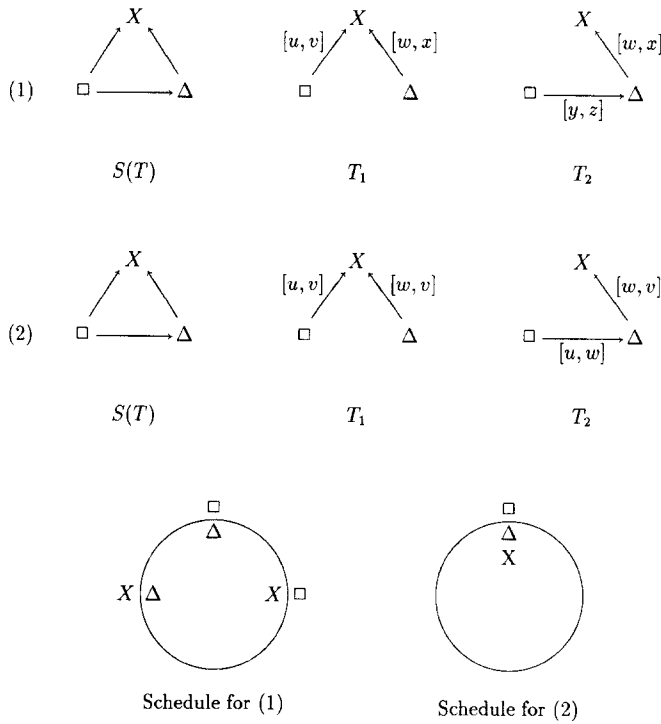 X X X
[u, v] [w, x] [w, x]
(1) □ Δ □ Δ □ Δ
[y, z]
S(T) T₁ T₂
X X X
[u, v] [w, v] [w, v]
(2) □ Δ □ Δ □ Δ
[u, w]
S(T) T₁ T₂
□ □
Δ Δ
X
X Δ X □
Schedule for (1) Schedule for (2)